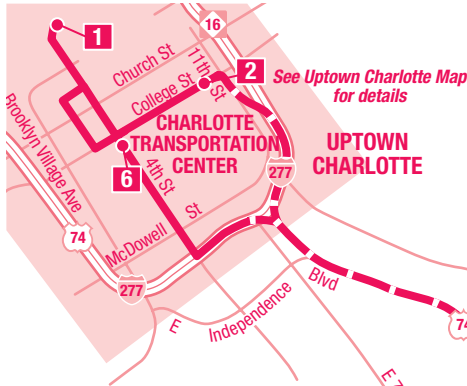 1
16
Church St
11th St
College St
2
See Uptown Charlotte Map
for details
Brooklyn Village Ave
CHARLOTTE
TRANSPORTATION
CENTER
UPTOWN
CHARLOTTE
6
4th St
277
74
McDowell St
277
E Independence Blvd
74
E 7